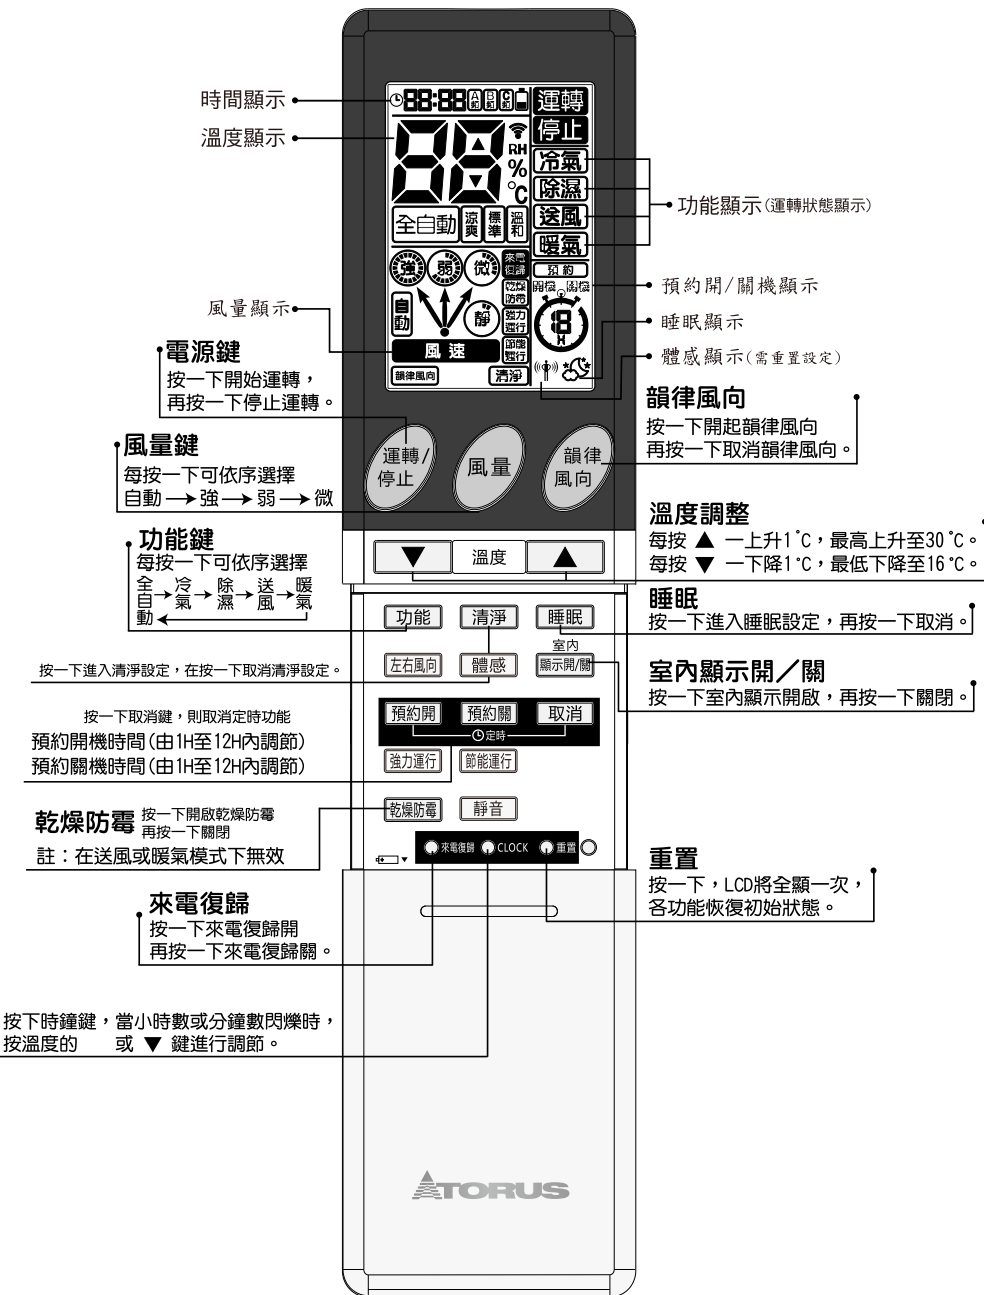 時間顯示
溫度顯示
88:88
A卸
B卸
C卸
運轉
停止
88
RH
%
°C
冷氣
除濕
送風
暖氣
功能顯示(運轉狀態顯示)
全自動
涼爽
標準
溫和
強
弱
微
來電復歸
預約
乾燥防霉
預約開/關機顯示
風量顯示
自動
靜
強力運行
18
H
睡眠顯示
風速
節能運行
體感顯示(需重置設定)
韻律風向
清淨
電源鍵
按一下開始運轉，
再按一下停止運轉。
韻律風向
按一下開起韻律風向
再按一下取消韻律風向。
風量鍵
每按一下可依序選擇
自動→強→弱→微
運轉/
停止
風量
韻律
風向
溫度調整
每按 ▲ 一上升1°C，最高上升至30°C。
每按 ▼ 一下降1°C，最低下降至16°C。
功能鍵
每按一下可依序選擇
全自動→冷氣→除濕→送風→暖氣
▼ 溫度 ▲
睡眠
按一下進入睡眠設定，再按一下取消。
功能 清淨 睡眠
室內
左右風向 體感 顯示開/關
按一下進入清淨設定，在按一下取消清淨設定。
室內顯示開／關
按一下室內顯示開啟，再按一下關閉。
按一下取消鍵，則取消定時功能
預約開機時間(由1H至12H內調節)
預約關機時間(由1H至12H內調節)
預約開 預約關 取消
定時
強力運行 節能運行
乾燥防霉 按一下開啟乾燥防霉
再按一下關閉
註：在送風或暖氣模式下無效
乾燥防霉 靜音
來電復歸 CLOCK 重置
重置
按一下，LCD將全顯一次，
各功能恢復初始狀態。
來電復歸
按一下來電復歸開
再按一下來電復歸關。
按下時鐘鍵，當小時數或分鐘數閃爍時，
按溫度的 或 ▼ 鍵進行調節。
TORUS